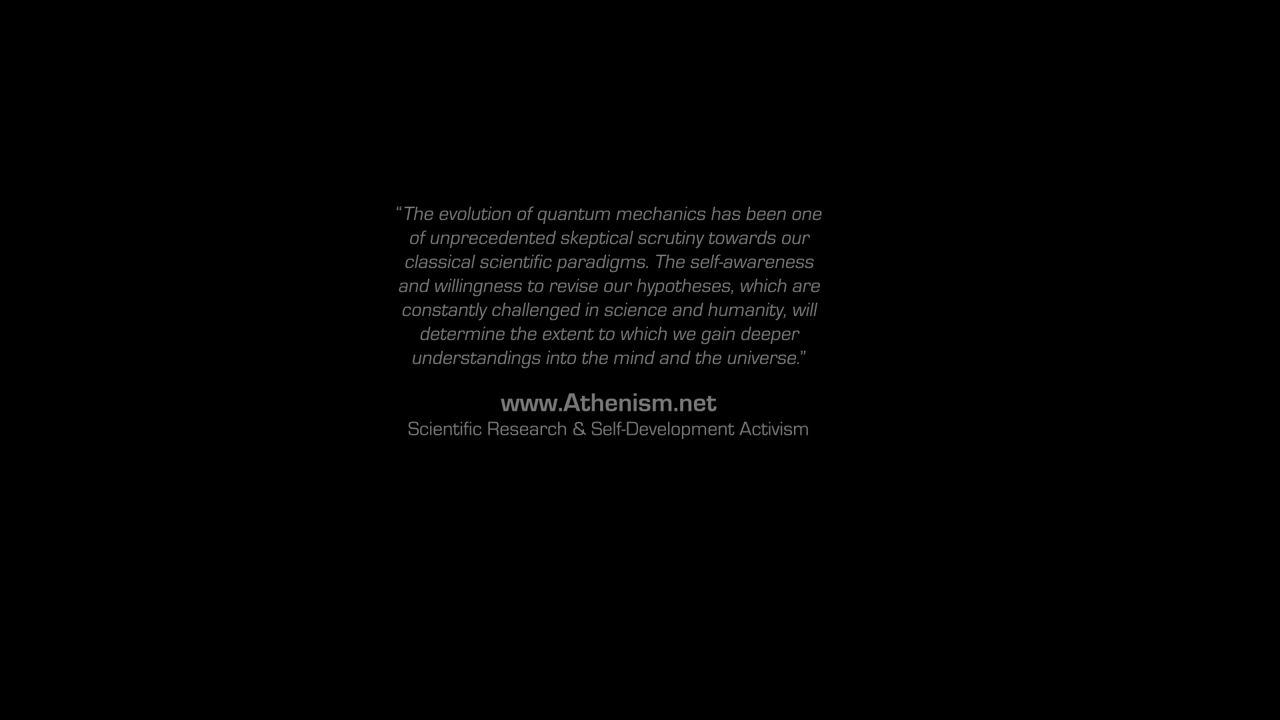 “The evolution of quantum mechanics has been one
of unprecedented skeptical scrutiny towards our
classical scientific paradigms. The self-awareness
and willingness to revise our hypotheses, which are
constantly challenged in science and humanity, will
determine the extent to which we gain deeper
understandings into the mind and the universe.”
www.Athenism.net
Scientific Research & Self-Development Activism